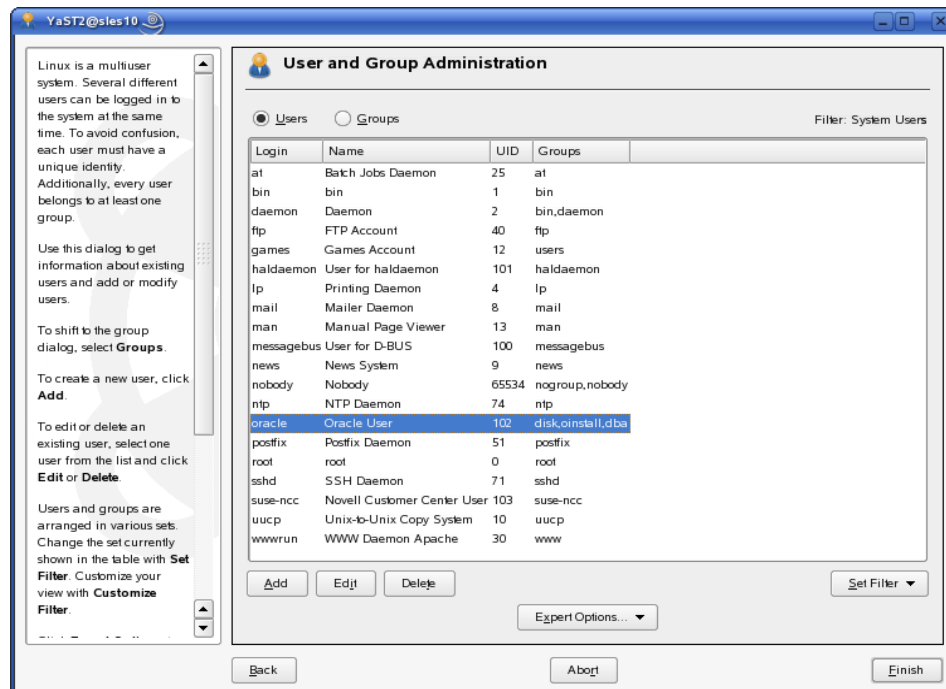 YaST2@sles10
Linux is a multiuser
system. Several different
users can be logged in to
the system at the same
time. To avoid confusion,
each user must have a
unique identity.
Additionally, every user
belongs to at least one
group.
Use this dialog to get
information about existing
users and add or modify
users.
To shift to the group
dialog, select Groups.
To create a new user, click
Add.
To edit or delete an
existing user, select one
user from the list and click
Edit or Delete.
Users and groups are
arranged in various sets.
Change the set currently
shown in the table with Set
Filter. Customize your
view with Customize
Filter.
User and Group Administration
Users Groups Filter: System Users
Login Name UID Groups
at Batch Jobs Daemon 25 at
bin bin 1 bin
daemon Daemon 2 bin,daemon
ftp FTP Account 40 ftp
games Games Account 12 users
haldaemon User for haldaemon 101 haldaemon
lp Printing Daemon 4 lp
mail Mailer Daemon 8 mail
man Manual Page Viewer 13 man
messagebus User for D-BUS 100 messagebus
news News System 9 news
nobody Nobody 65534 nogroup,nobody
ntp NTP Daemon 74 ntp
oracle Oracle User 102 disk,oinstall,dba
postfix Postfix Daemon 51 postfix
root root 0 root
sshd SSH Daemon 71 sshd
suse-ncc Novell Customer Center User 103 suse-ncc
uucp Unix-to-Unix Copy System 10 uucp
wwwrun WWW Daemon Apache 30 www
Add Edit Delete Set Filter
Expert Options...
Back Abort Finish